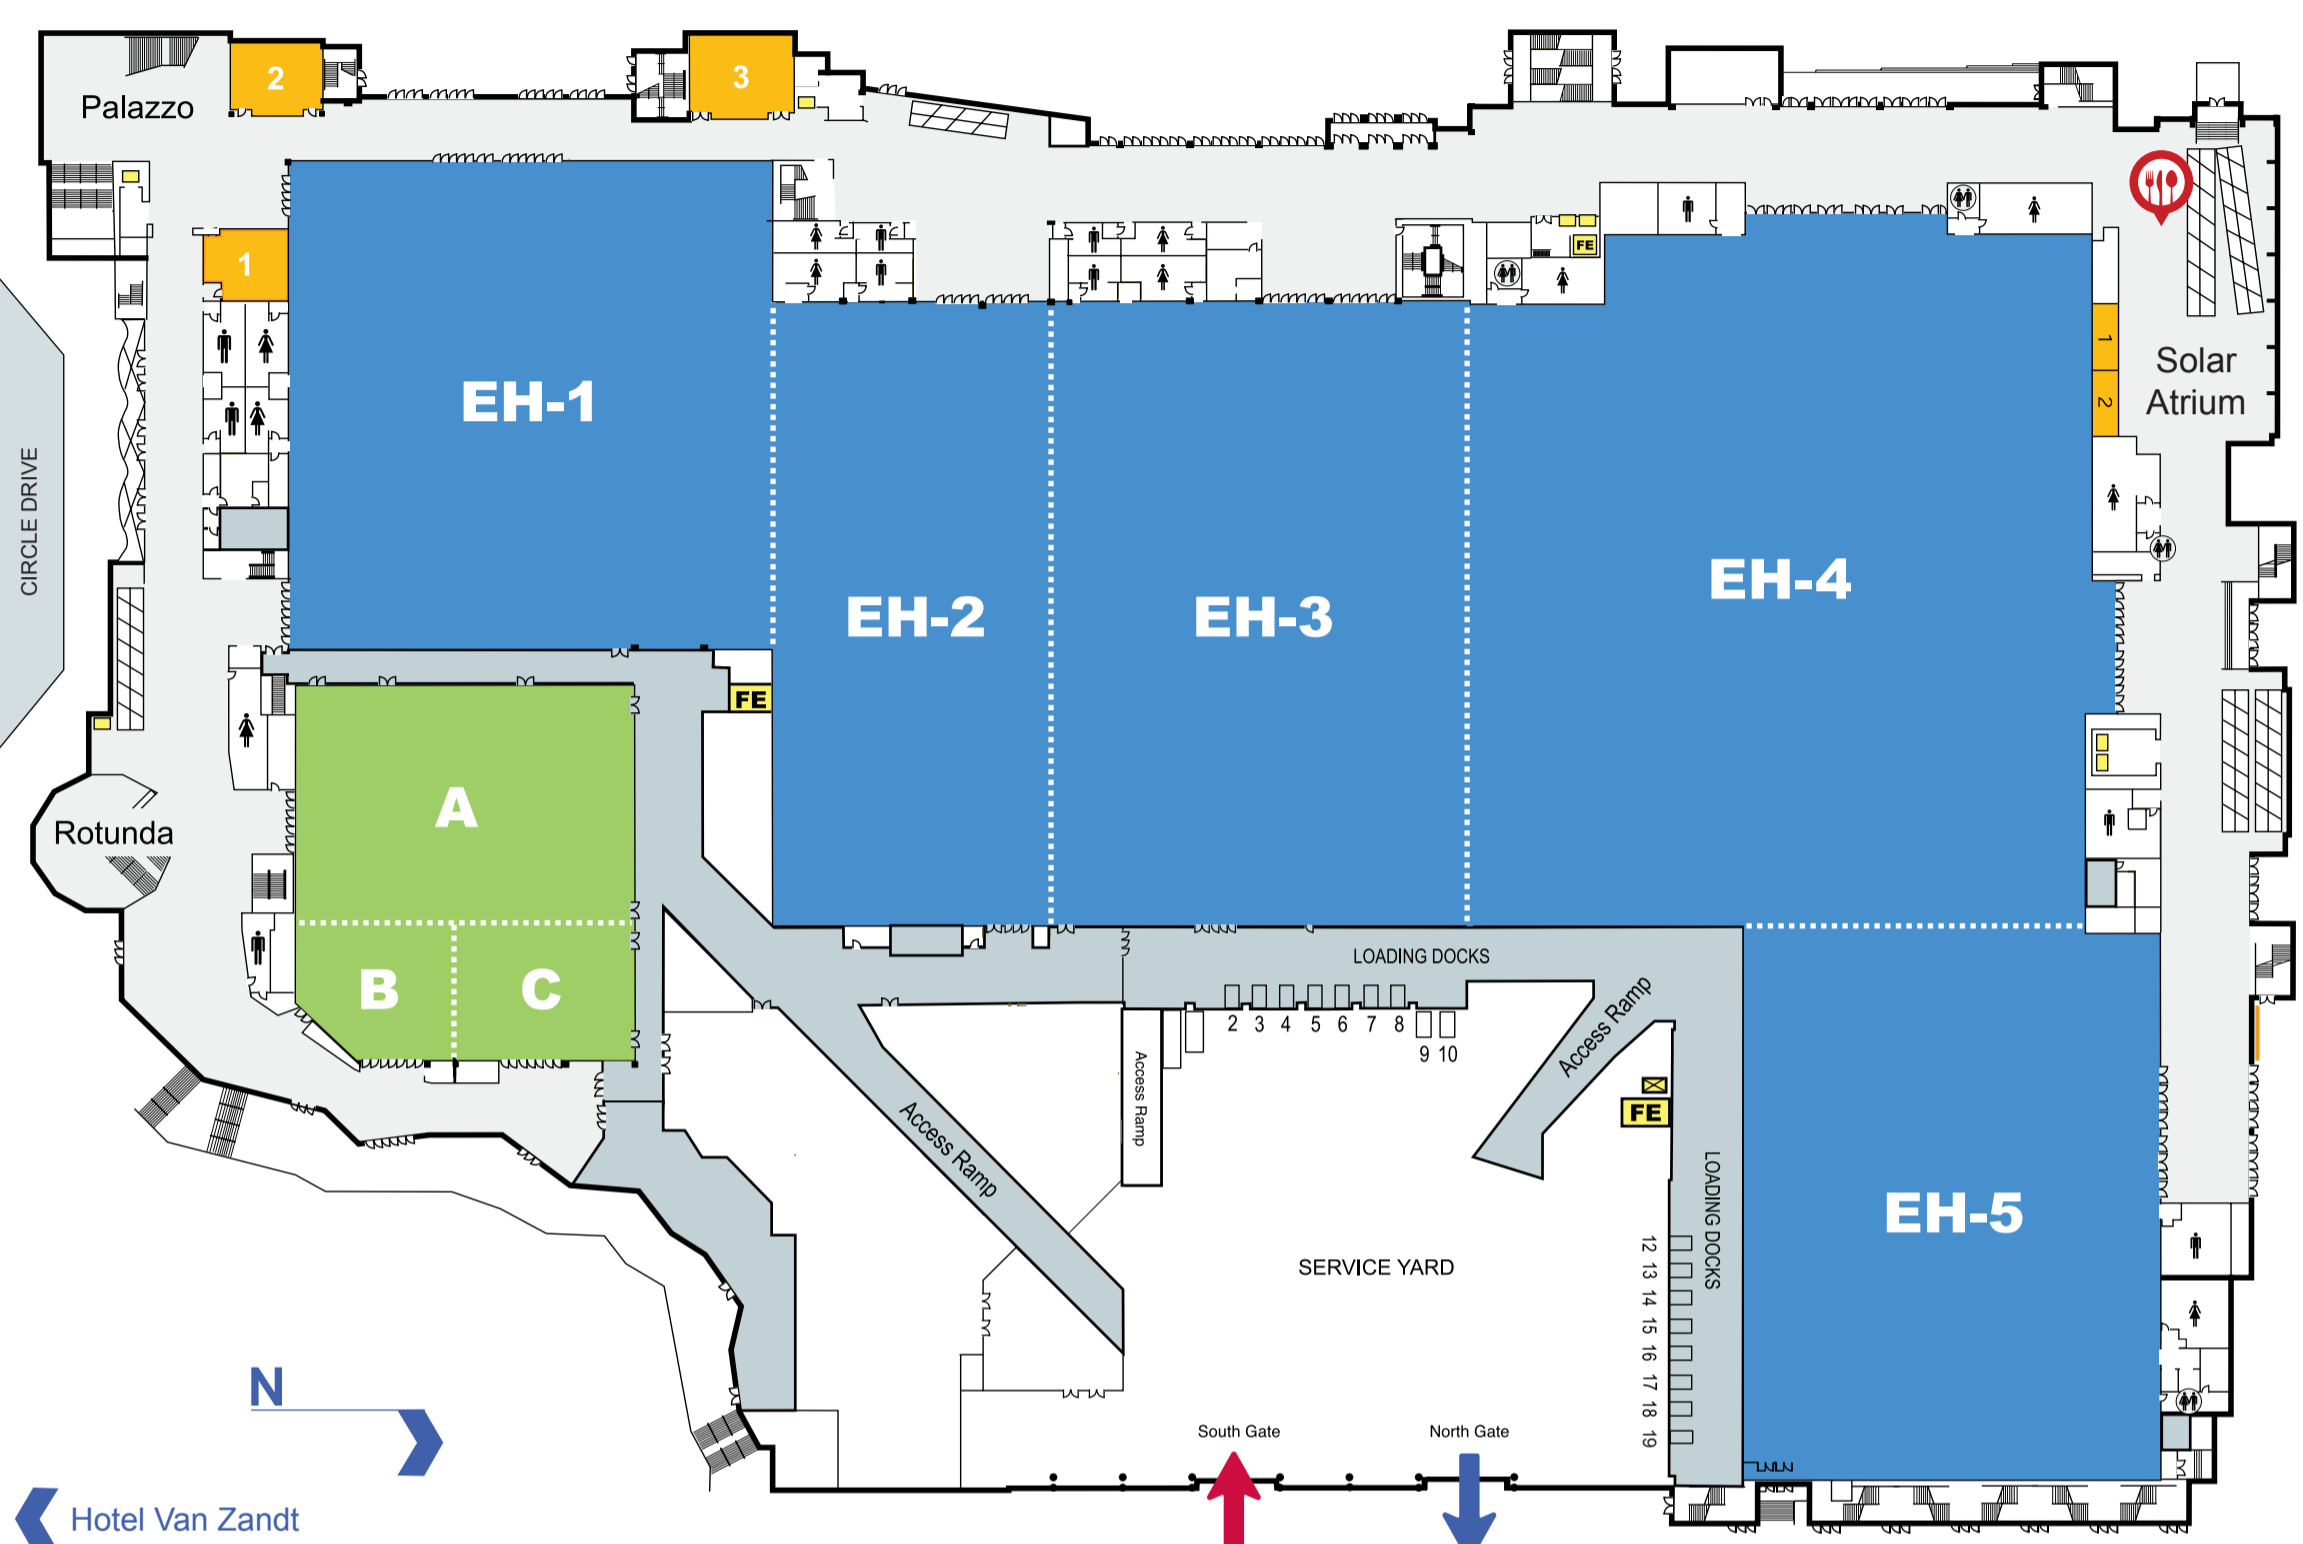 2
3
Palazzo
FE
1
1
Solar
Atrium
2
EH-1
CIRCLE DRIVE
EH-4
EH-2
EH-3
FE
A
Rotunda
LOADING DOCKS
B
C
Access Ramp
2 3 4 5 6 7 8
9 10
Access Ramp
FE
Access Ramp
LOADING DOCKS
EH-5
SERVICE YARD
12 13 14 15 16 17 18 19
N
South Gate
North Gate
Hotel Van Zandt